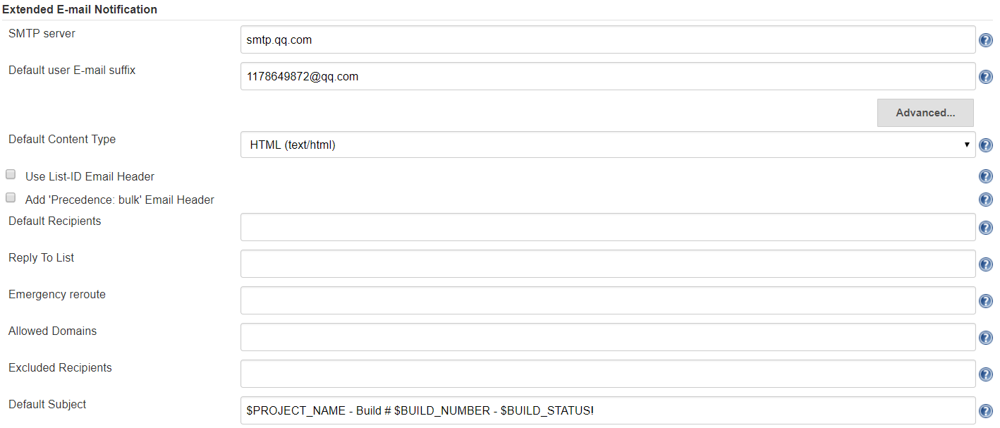 Extended E-mail Notification
SMTP server
smtp.qq.com
Default user E-mail suffix
1178649872@qq.com
Advanced...
Default Content Type
HTML (text/html)
Use List-ID Email Header
Add 'Precedence: bulk' Email Header
Default Recipients
Reply To List
Emergency reroute
Allowed Domains
Excluded Recipients
Default Subject
$PROJECT_NAME - Build # $BUILD_NUMBER - $BUILD_STATUS!